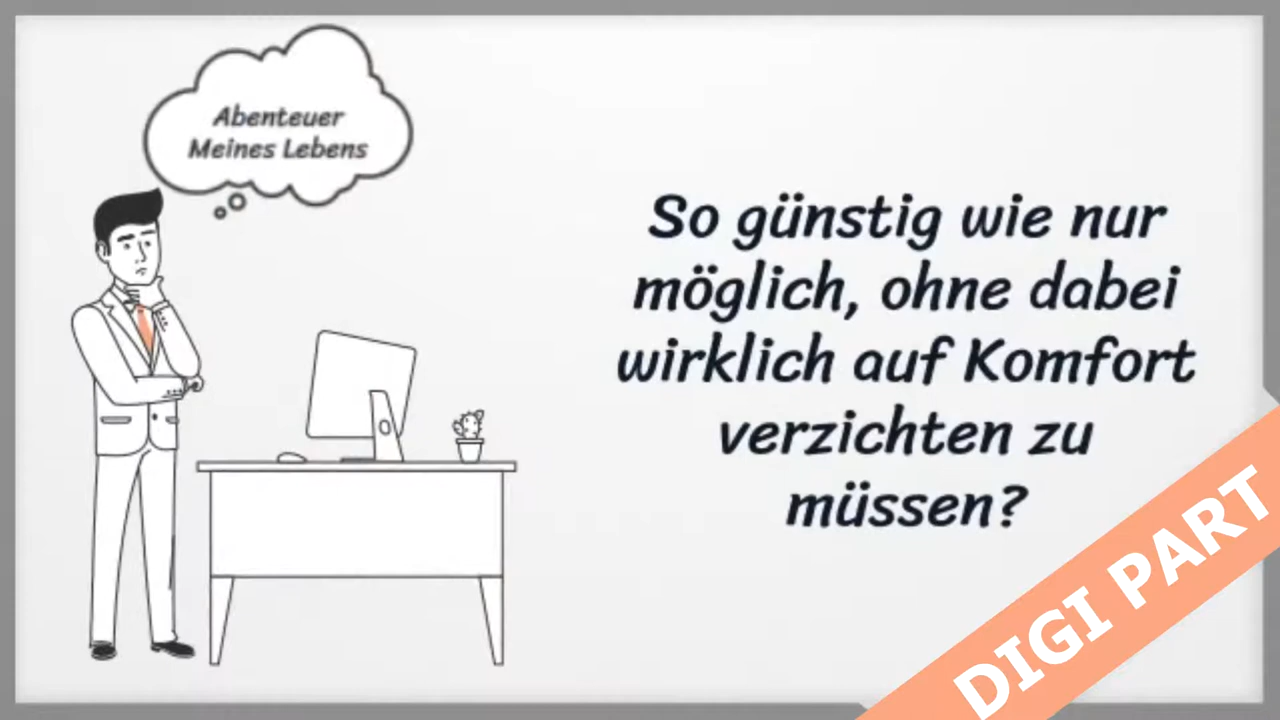 Abenteuer
Meines Lebens
So günstig wie nur
möglich, ohne dabei
wirklich auf Komfort
verzichten zu
müssen?
DIGI PART